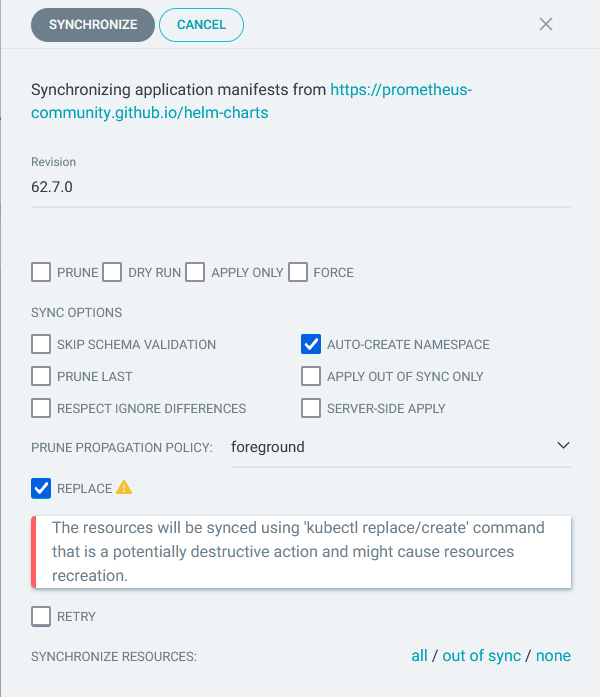 SYNCHRONIZE CANCEL
Synchronizing application manifests from https://prometheus-
community.github.io/helm-charts
Revision
62.7.0
PRUNE DRY RUN APPLY ONLY FORCE
SYNC OPTIONS
SKIP SCHEMA VALIDATION AUTO-CREATE NAMESPACE
PRUNE LAST APPLY OUT OF SYNC ONLY
RESPECT IGNORE DIFFERENCES SERVER-SIDE APPLY
PRUNE PROPAGATION POLICY: foreground
REPLACE
The resources will be synced using 'kubectl replace/create' command
that is a potentially destructive action and might cause resources
recreation.
RETRY
SYNCHRONIZE RESOURCES: all / out of sync / none